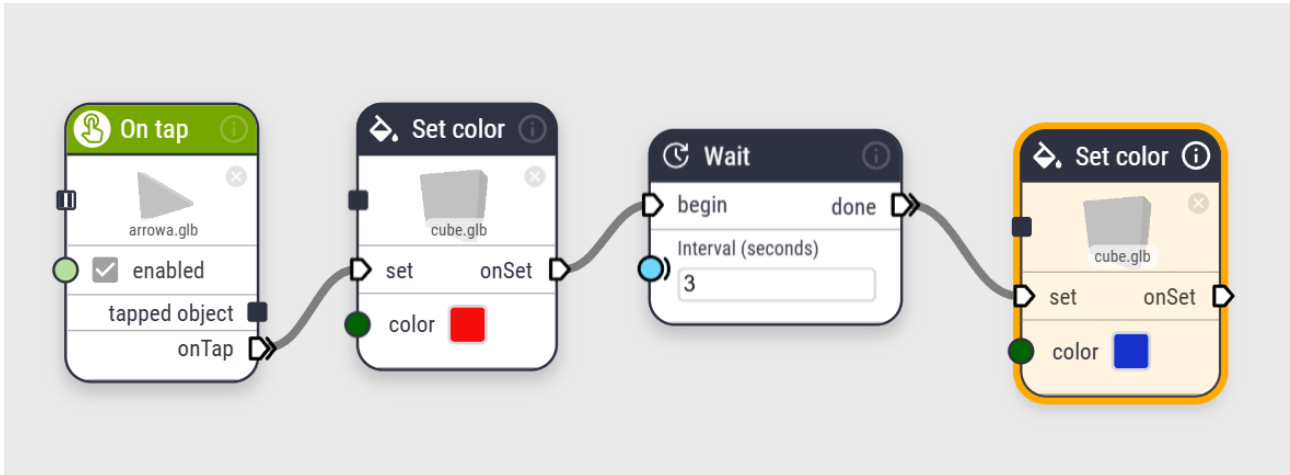 On tap
arrowa.glb
enabled
tapped object
onTap
Set color
cube.glb
set onSet
color
Wait
begin done
Interval (seconds)
3
Set color
cube.glb
set onSet
color